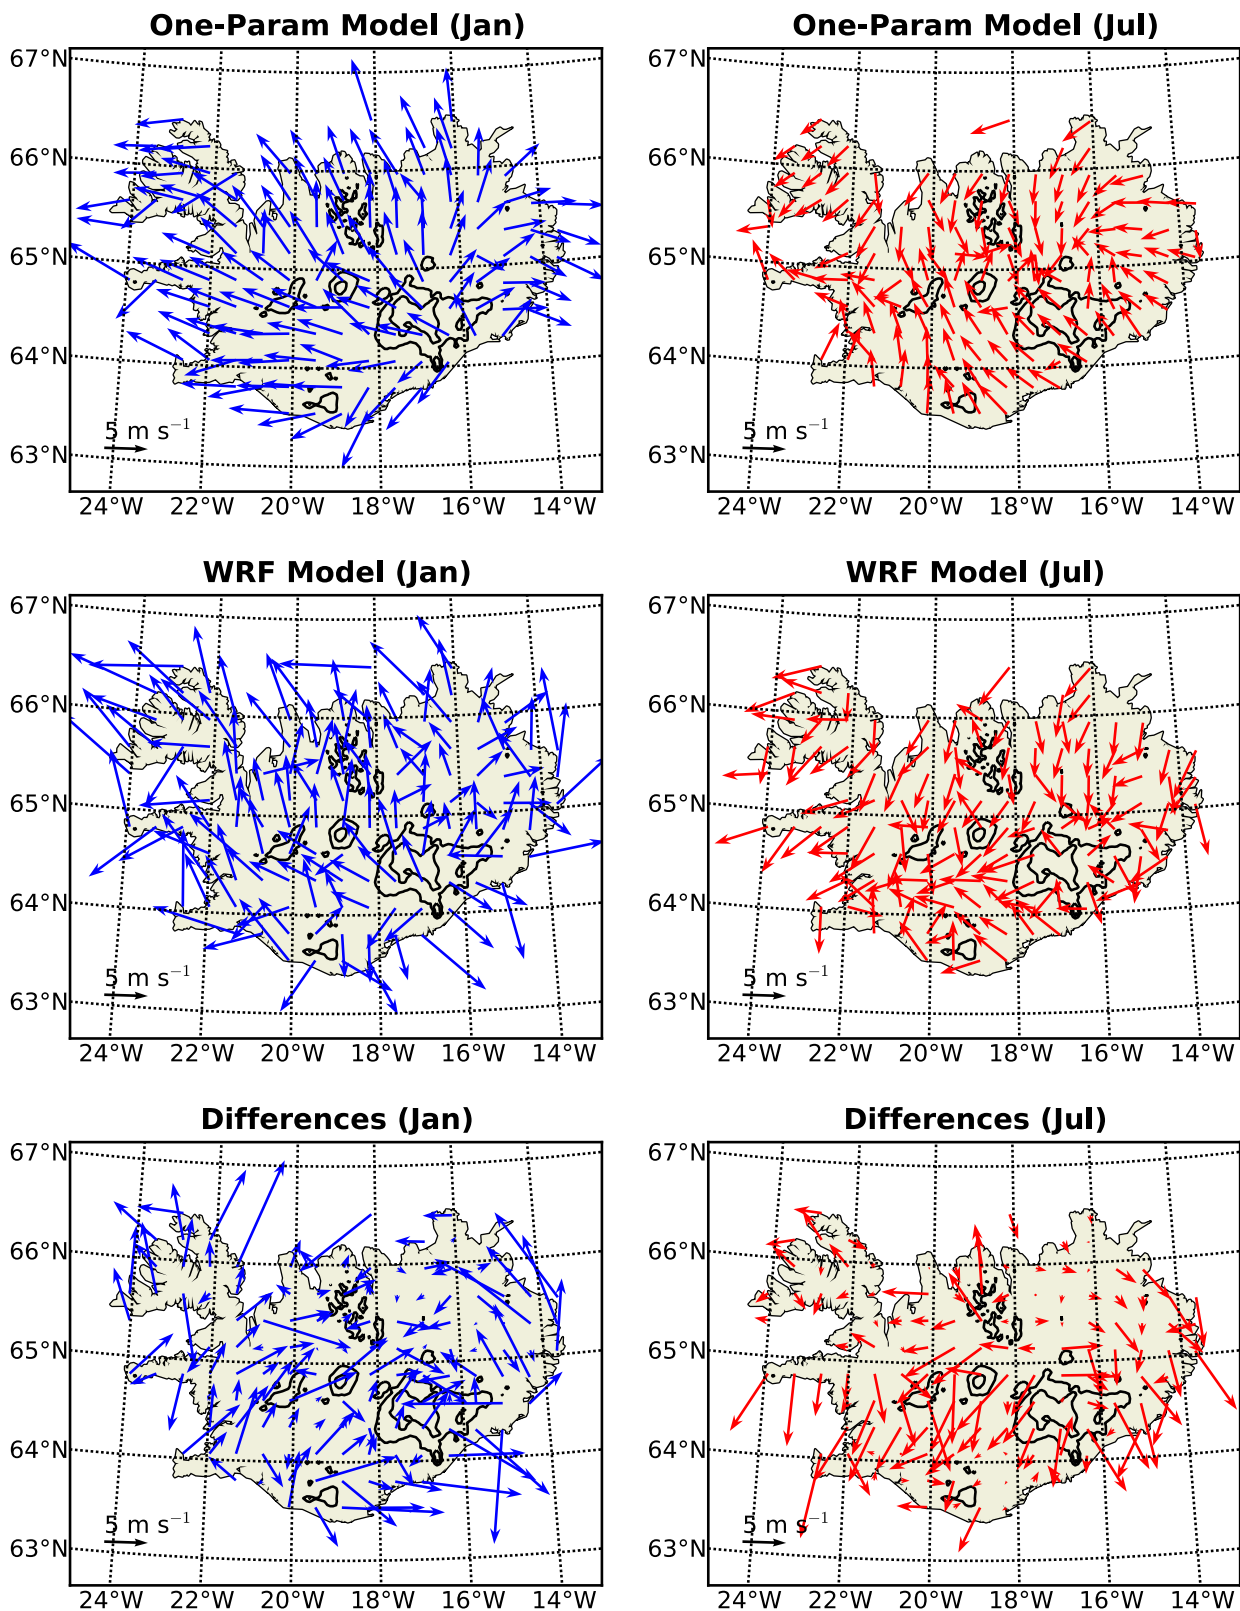 One-Param Model (Jan)
67°N
66°N
65°N
64°N
63°N
5 m s⁻¹
24°W 22°W 20°W 18°W 16°W 14°W
One-Param Model (Jul)
67°N
66°N
65°N
64°N
63°N
5 m s⁻¹
24°W 22°W 20°W 18°W 16°W 14°W
WRF Model (Jan)
67°N
66°N
65°N
64°N
63°N
5 m s⁻¹
24°W 22°W 20°W 18°W 16°W 14°W
WRF Model (Jul)
67°N
66°N
65°N
64°N
63°N
5 m s⁻¹
24°W 22°W 20°W 18°W 16°W 14°W
Differences (Jan)
67°N
66°N
65°N
64°N
63°N
5 m s⁻¹
24°W 22°W 20°W 18°W 16°W 14°W
Differences (Jul)
67°N
66°N
65°N
64°N
63°N
5 m s⁻¹
24°W 22°W 20°W 18°W 16°W 14°W